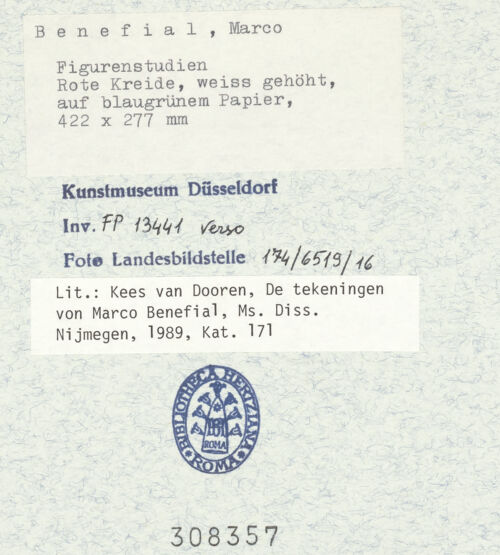 Benefial, Marco
Figurenstudien
Rote Kreide, weiss gehöht,
auf blaugrünem Papier,
422 x 277 mm
Kunstmuseum Düsseldorf
Inv. FP 13441 verso
Foto Landesbildstelle 174/6519/16
Lit.: Kees van Dooren, De tekeningen
von Marco Benefial, Ms. Diss.
Nijmegen, 1989, Kat. 171
BIBLIOTHECA HERTZIANA
BH
ROMA
ROMA
308357